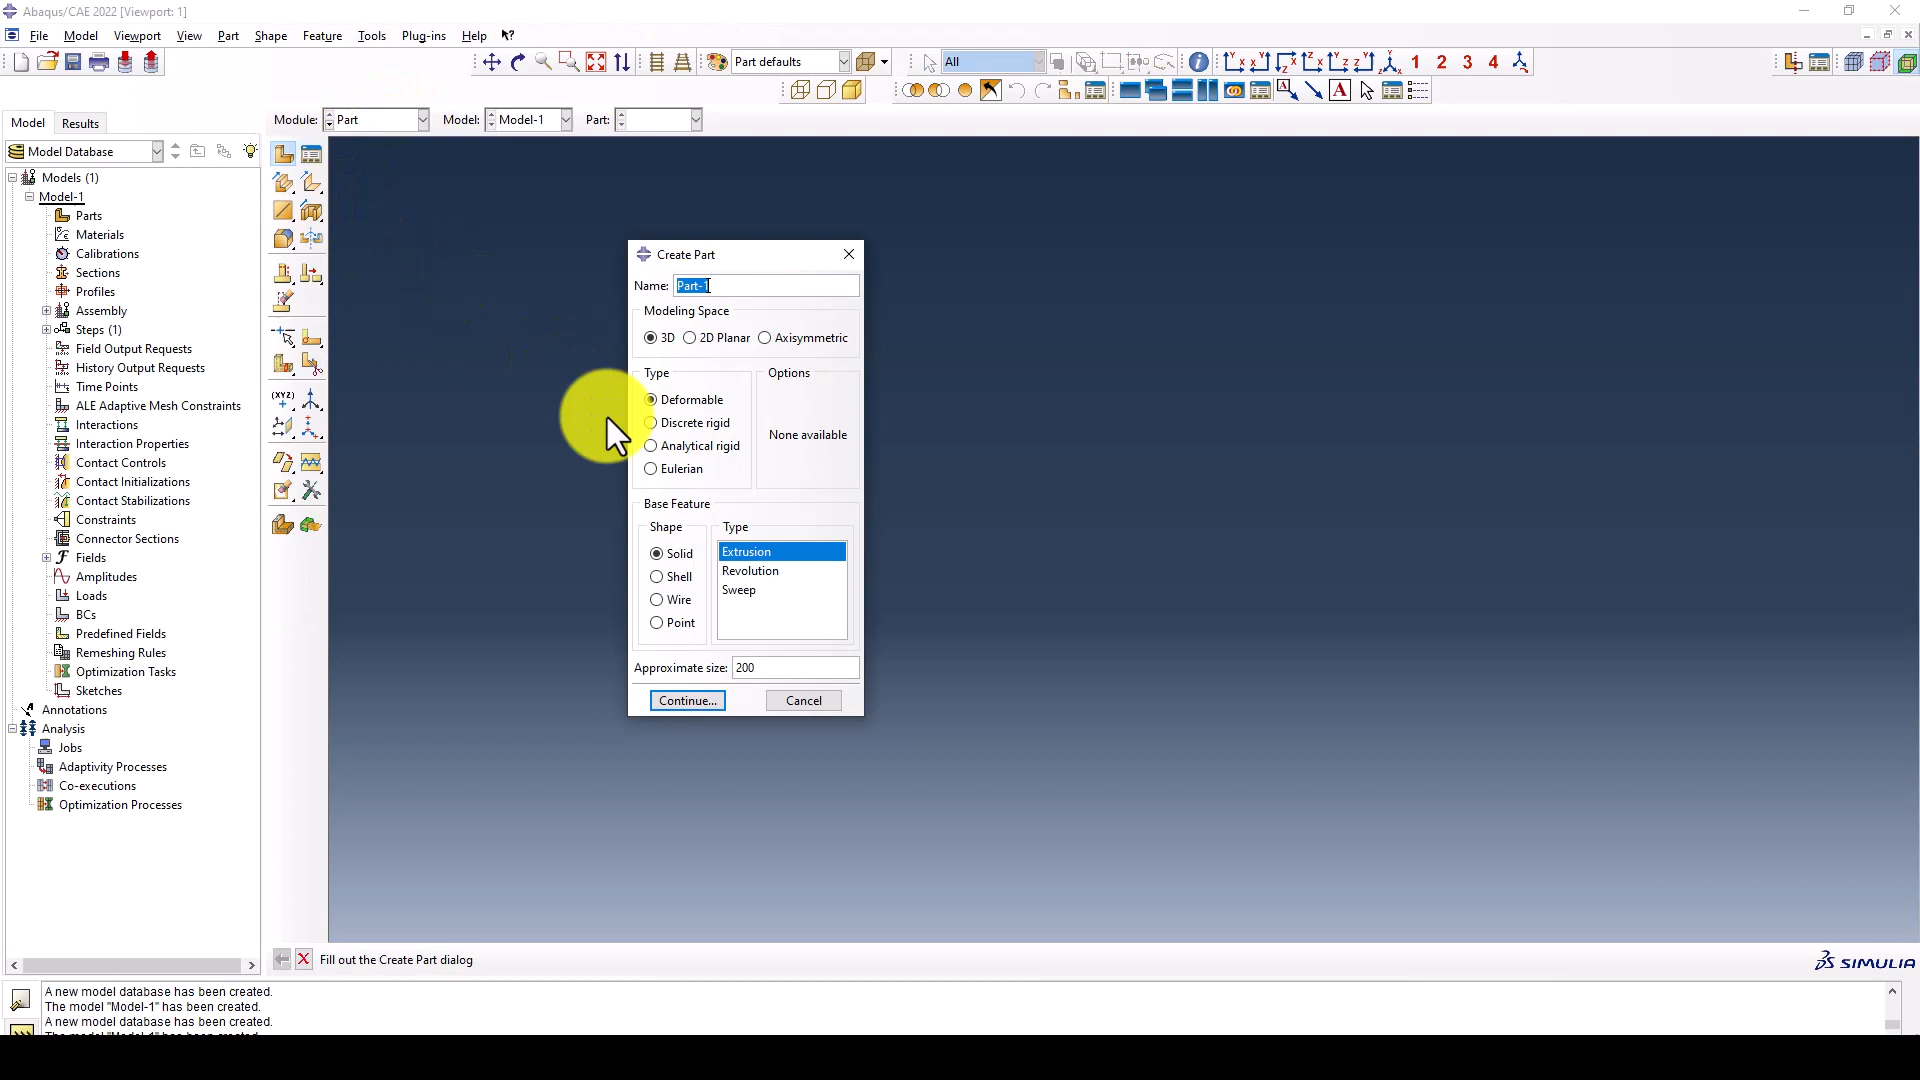 Abaqus/CAE 2022 [Viewport: 1]
File Model Viewport View Part Shape Feature Tools Plug-ins Help
Part defaults All 1 2 3 4
Module: Part Model: Model-1 Part:
Model Results
Model Database
Models (1)
Model-1
Parts
Materials
Calibrations
Sections
Profiles
Assembly
Steps (1)
Field Output Requests
History Output Requests
Time Points
ALE Adaptive Mesh Constraints
Interactions
Interaction Properties
Contact Controls
Contact Initializations
Contact Stabilizations
Constraints
Connector Sections
Fields
Amplitudes
Loads
BCs
Predefined Fields
Remeshing Rules
Optimization Tasks
Sketches
Annotations
Analysis
Jobs
Adaptivity Processes
Co-executions
Optimization Processes
(XYZ)
Create Part
Name: Part-1
Modeling Space
3D 2D Planar Axisymmetric
Type Options
Deformable
Discrete rigid
Analytical rigid
Eulerian
None available
Base Feature
Shape Type
Solid
Shell
Wire
Point
Extrusion
Revolution
Sweep
Approximate size: 200
Continue... Cancel
Fill out the Create Part dialog
SIMULIA
A new model database has been created.
The model "Model-1" has been created.
A new model database has been created.